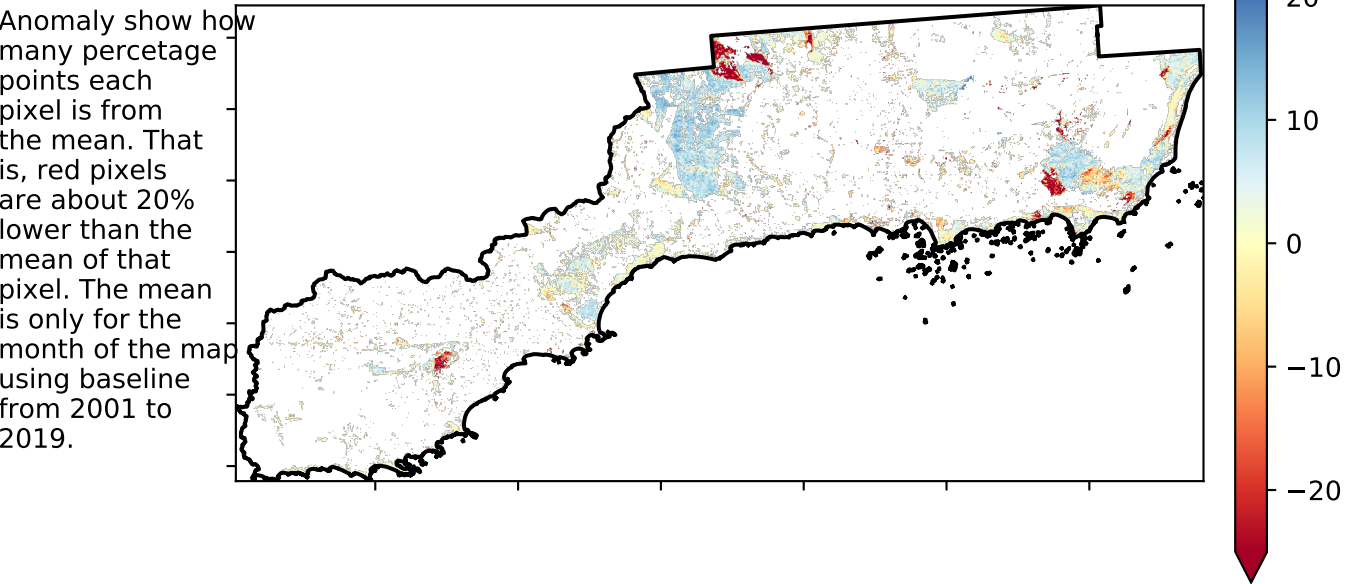 Anomaly show how
many percetage
points each
pixel is from
the mean. That
is, red pixels
are about 20%
lower than the
mean of that
pixel. The mean
is only for the
month of the map
using baseline
from 2001 to
2019.
20
10
0
−10
−20